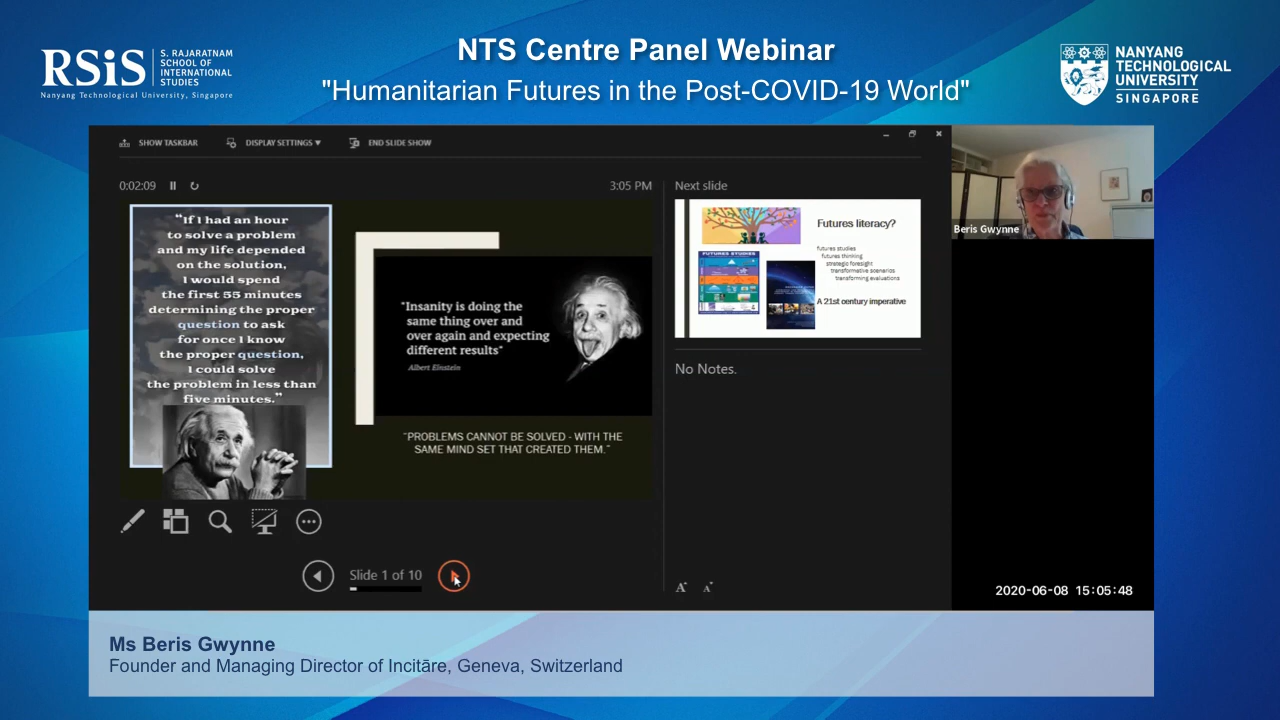 RSiS
S. RAJARATNAM
SCHOOL OF
INTERNATIONAL
STUDIES
Nanyang Technological University, Singapore
NTS Centre Panel Webinar
"Humanitarian Futures in the Post-COVID-19 World"
NANYANG
TECHNOLOGICAL
UNIVERSITY
SINGAPORE
SHOW TASKBAR
DISPLAY SETTINGS ▼
END SLIDE SHOW
0:02:09
3:05 PM
“If I had an hour
to solve a problem
and my life depended
on the solution,
I would spend
the first 55 minutes
determining the proper
question to ask
for once I know
the proper question,
I could solve
the problem in less than
five minutes.”
"Insanity is doing the
same thing over and
over again and expecting
different results"
Albert Einstein
“PROBLEMS CANNOT BE SOLVED - WITH THE
SAME MIND SET THAT CREATED THEM.”
Slide 1 of 10
Next slide
Futures literacy?
futures studies
futures thinking
strategic foresight
transformative scenarios
transforming evaluations
A 21st century imperative
FUTURES STUDIES
No Notes.
A A
Beris Gwynne
2020-06-08 15:05:48
Ms Beris Gwynne
Founder and Managing Director of Incitāre, Geneva, Switzerland